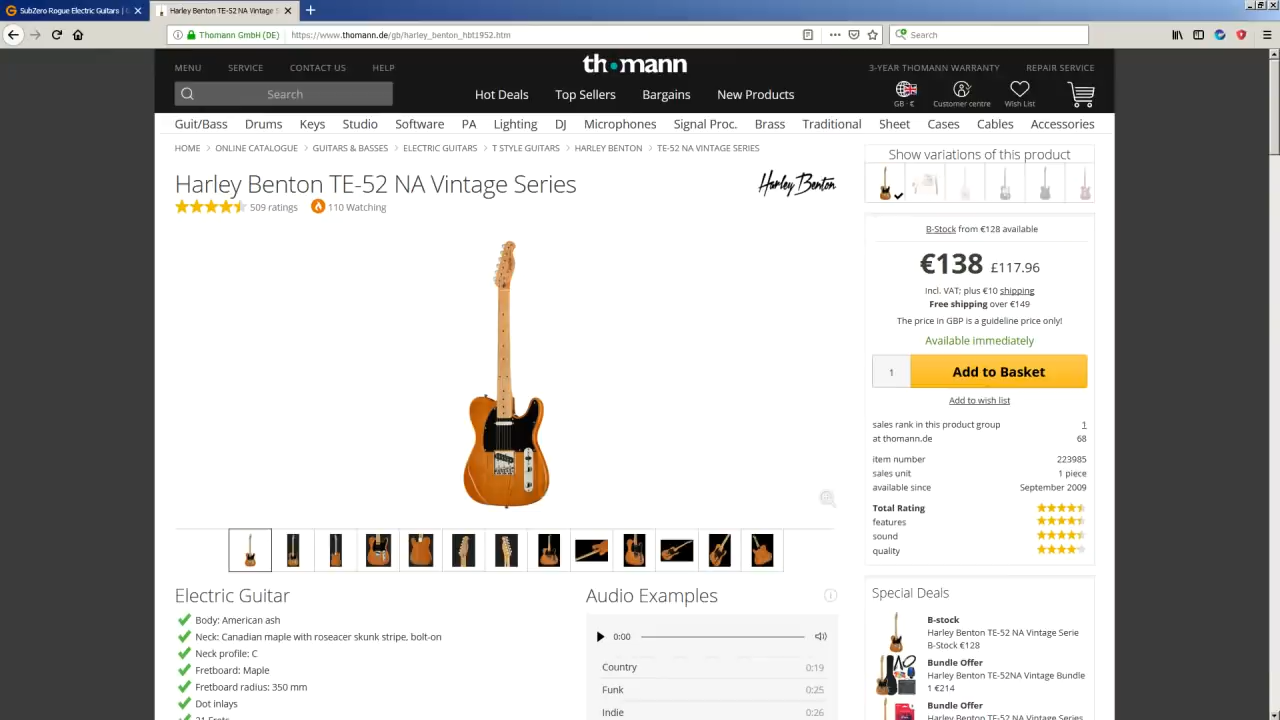 SubZero Rogue Electric Guitars |
Harley Benton TE-52 NA Vintage S
Thomann GmbH (DE)
https://www.thomann.de/gb/harley_benton_hbt1952.htm
Search
MENU SERVICE CONTACT US HELP
th•mann
3-YEAR THOMANN WARRANTY REPAIR SERVICE
Search
Hot Deals Top Sellers Bargains New Products
GB · € Customer centre Wish List
Guit/Bass Drums Keys Studio Software PA Lighting DJ Microphones Signal Proc. Brass Traditional Sheet Cases Cables Accessories
HOME > ONLINE CATALOGUE > GUITARS & BASSES > ELECTRIC GUITARS > T STYLE GUITARS > HARLEY BENTON > TE-52 NA VINTAGE SERIES
Harley Benton TE-52 NA Vintage Series
Harley Benton
509 ratings 110 Watching
Show variations of this product
B-Stock from €128 available
€138 £117.96
Incl. VAT; plus €10 shipping
Free shipping over €149
The price in GBP is a guideline price only!
Available immediately
1 Add to Basket
Add to wish list
sales rank in this product group 1
at thomann.de 68
item number 223985
sales unit 1 piece
available since September 2009
Total Rating
features
sound
quality
Electric Guitar
Body: American ash
Neck: Canadian maple with roseacer skunk stripe, bolt-on
Neck profile: C
Fretboard: Maple
Fretboard radius: 350 mm
Dot inlays
21 Frets
Audio Examples
0:00
Country 0:19
Funk 0:25
Indie 0:26
Special Deals
B-stock
Harley Benton TE-52 NA Vintage Serie
B-Stock €128
Bundle Offer
Harley Benton TE-52NA Vintage Bundle
1 €214
Bundle Offer
Harley Benton TE-52 NA Vintage Series